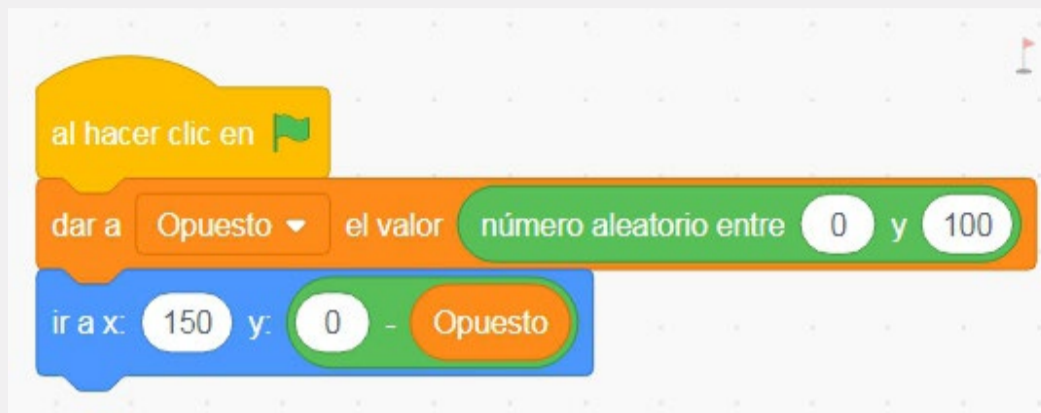 al hacer clic en
dar a Opuesto el valor número aleatorio entre 0 y 100
ir a x: 150 y: 0 - Opuesto